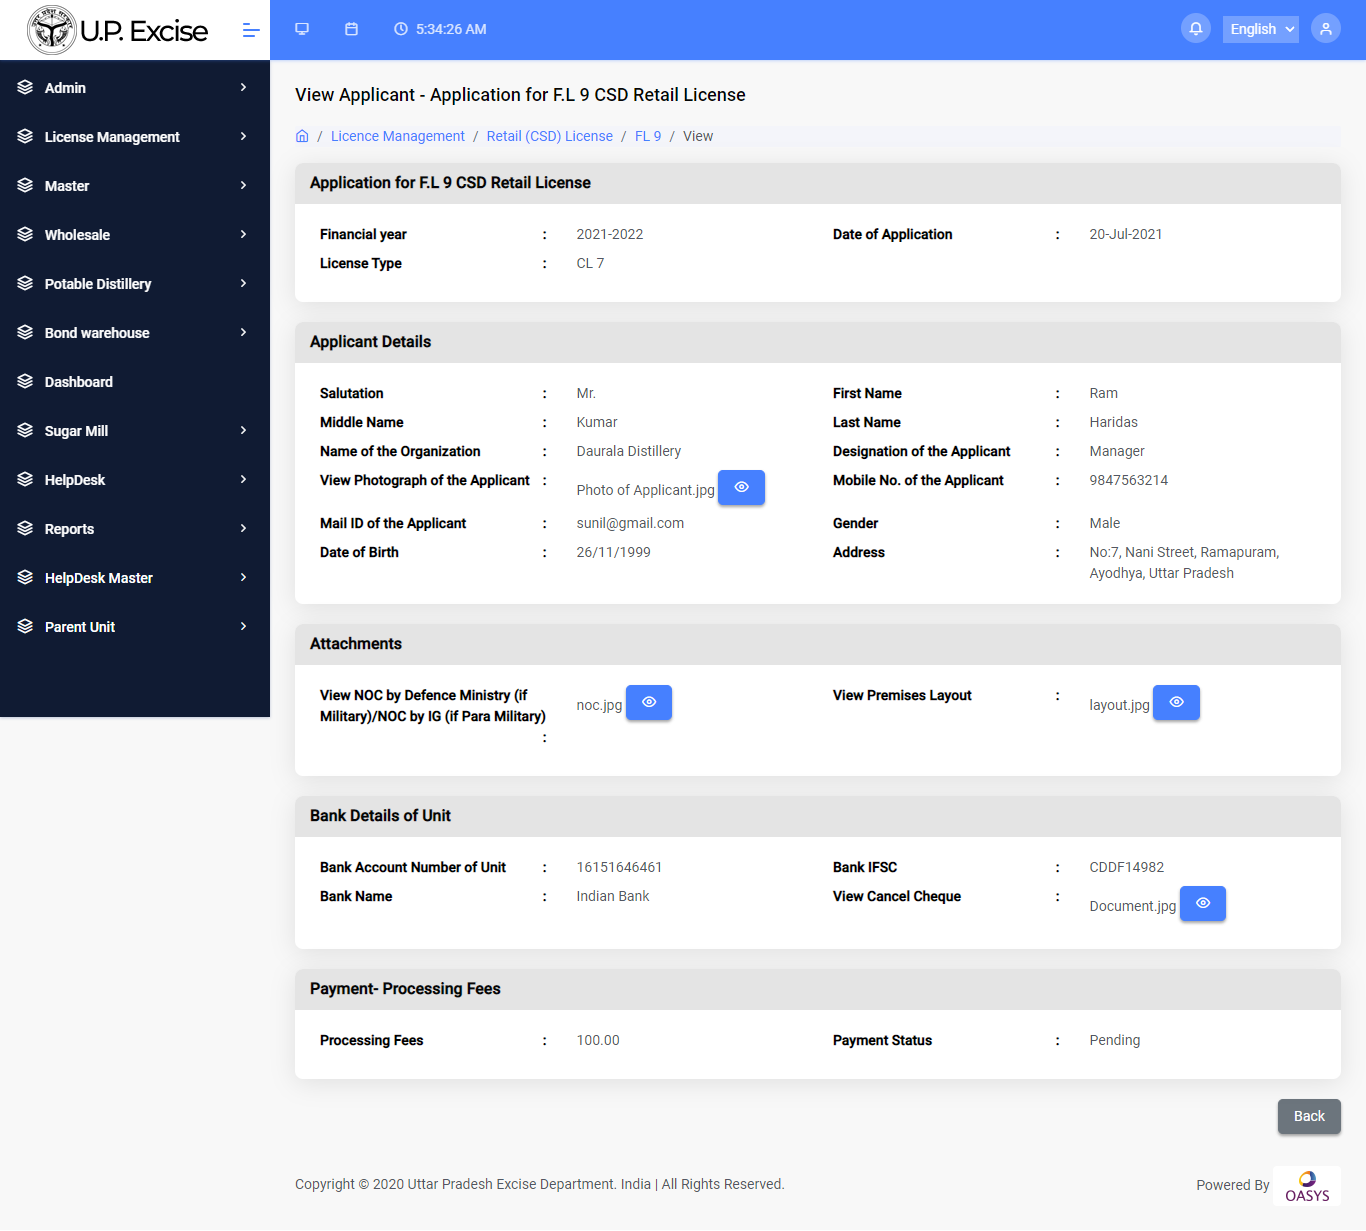 U.P. Excise
5:34:26 AM
English
Admin
License Management
Master
Wholesale
Potable Distillery
Bond warehouse
Dashboard
Sugar Mill
HelpDesk
Reports
HelpDesk Master
Parent Unit
View Applicant - Application for F.L 9 CSD Retail License
/ Licence Management / Retail (CSD) License / FL 9 / View
Application for F.L 9 CSD Retail License
Financial year : 2021-2022 Date of Application : 20-Jul-2021
License Type : CL 7
Applicant Details
Salutation : Mr. First Name : Ram
Middle Name : Kumar Last Name : Haridas
Name of the Organization : Daurala Distillery Designation of the Applicant : Manager
View Photograph of the Applicant : Photo of Applicant.jpg Mobile No. of the Applicant : 9847563214
Mail ID of the Applicant : sunil@gmail.com Gender : Male
Date of Birth : 26/11/1999 Address : No:7, Nani Street, Ramapuram,
Ayodhya, Uttar Pradesh
Attachments
View NOC by Defence Ministry (if
Military)/NOC by IG (if Para Military)
: noc.jpg View Premises Layout : layout.jpg
Bank Details of Unit
Bank Account Number of Unit : 16151646461 Bank IFSC : CDDF14982
Bank Name : Indian Bank View Cancel Cheque : Document.jpg
Payment- Processing Fees
Processing Fees : 100.00 Payment Status : Pending
Back
Copyright © 2020 Uttar Pradesh Excise Department. India | All Rights Reserved.
Powered By OASYS